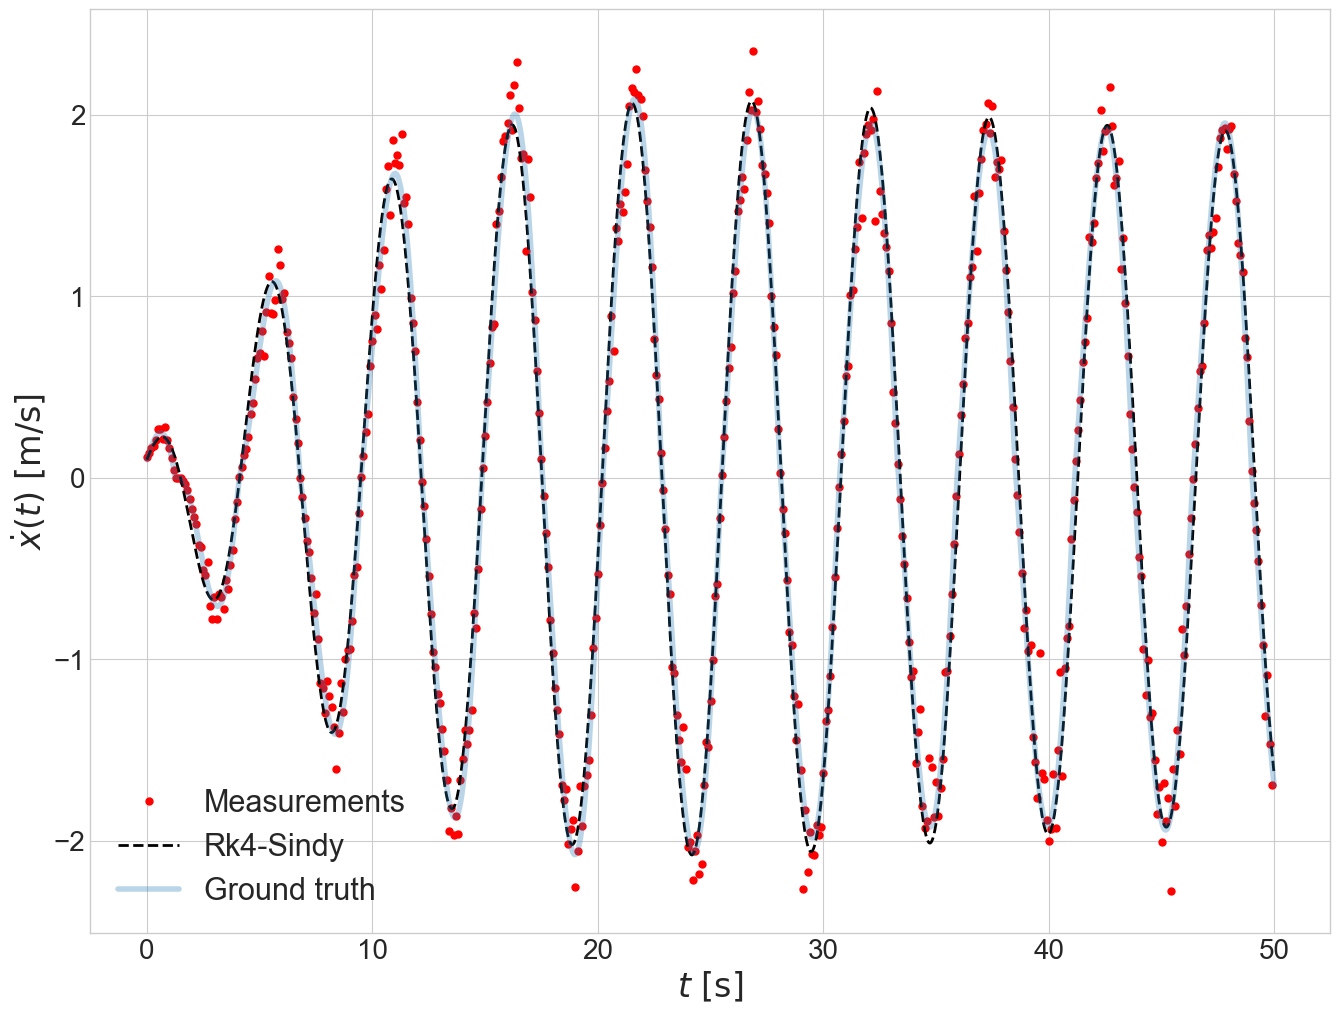 ẋ(t) [m/s]
2
1
0
−1
−2
Measurements
Rk4-Sindy
Ground truth
0 10 20 30 40 50
t [s]